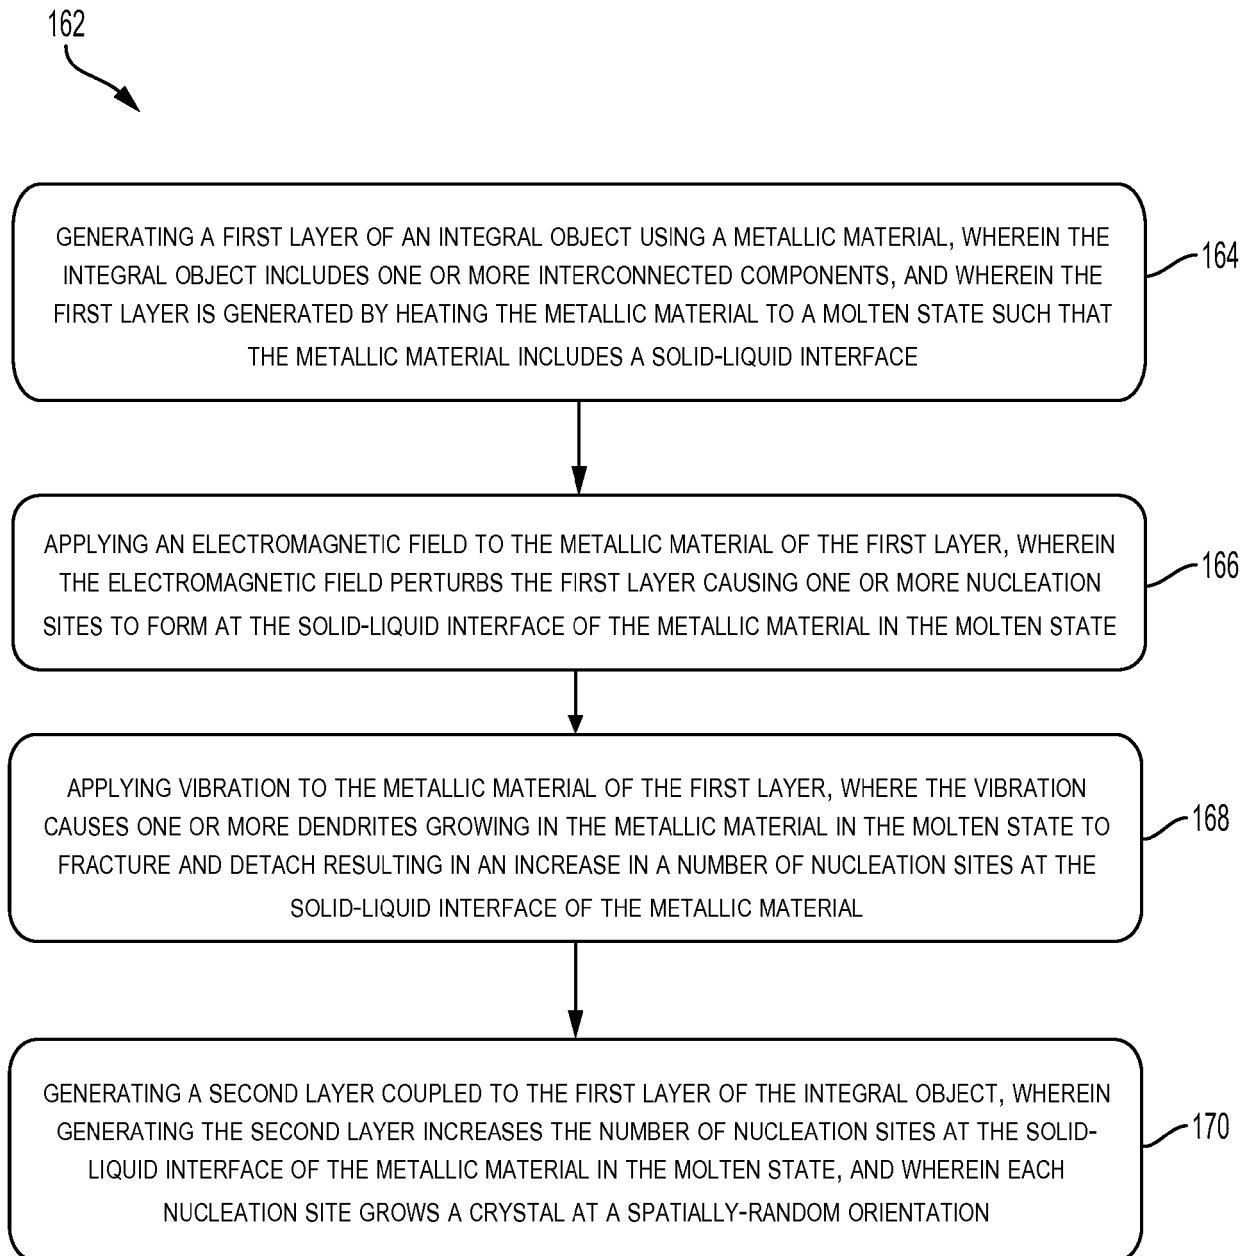 162
GENERATING A FIRST LAYER OF AN INTEGRAL OBJECT USING A METALLIC MATERIAL, WHEREIN THE
INTEGRAL OBJECT INCLUDES ONE OR MORE INTERCONNECTED COMPONENTS, AND WHEREIN THE
FIRST LAYER IS GENERATED BY HEATING THE METALLIC MATERIAL TO A MOLTEN STATE SUCH THAT
THE METALLIC MATERIAL INCLUDES A SOLID-LIQUID INTERFACE
164
APPLYING AN ELECTROMAGNETIC FIELD TO THE METALLIC MATERIAL OF THE FIRST LAYER, WHEREIN
THE ELECTROMAGNETIC FIELD PERTURBS THE FIRST LAYER CAUSING ONE OR MORE NUCLEATION
SITES TO FORM AT THE SOLID-LIQUID INTERFACE OF THE METALLIC MATERIAL IN THE MOLTEN STATE
166
APPLYING VIBRATION TO THE METALLIC MATERIAL OF THE FIRST LAYER, WHERE THE VIBRATION
CAUSES ONE OR MORE DENDRITES GROWING IN THE METALLIC MATERIAL IN THE MOLTEN STATE TO
FRACTURE AND DETACH RESULTING IN AN INCREASE IN A NUMBER OF NUCLEATION SITES AT THE
SOLID-LIQUID INTERFACE OF THE METALLIC MATERIAL
168
GENERATING A SECOND LAYER COUPLED TO THE FIRST LAYER OF THE INTEGRAL OBJECT, WHEREIN
GENERATING THE SECOND LAYER INCREASES THE NUMBER OF NUCLEATION SITES AT THE SOLID-
LIQUID INTERFACE OF THE METALLIC MATERIAL IN THE MOLTEN STATE, AND WHEREIN EACH
NUCLEATION SITE GROWS A CRYSTAL AT A SPATIALLY-RANDOM ORIENTATION
170